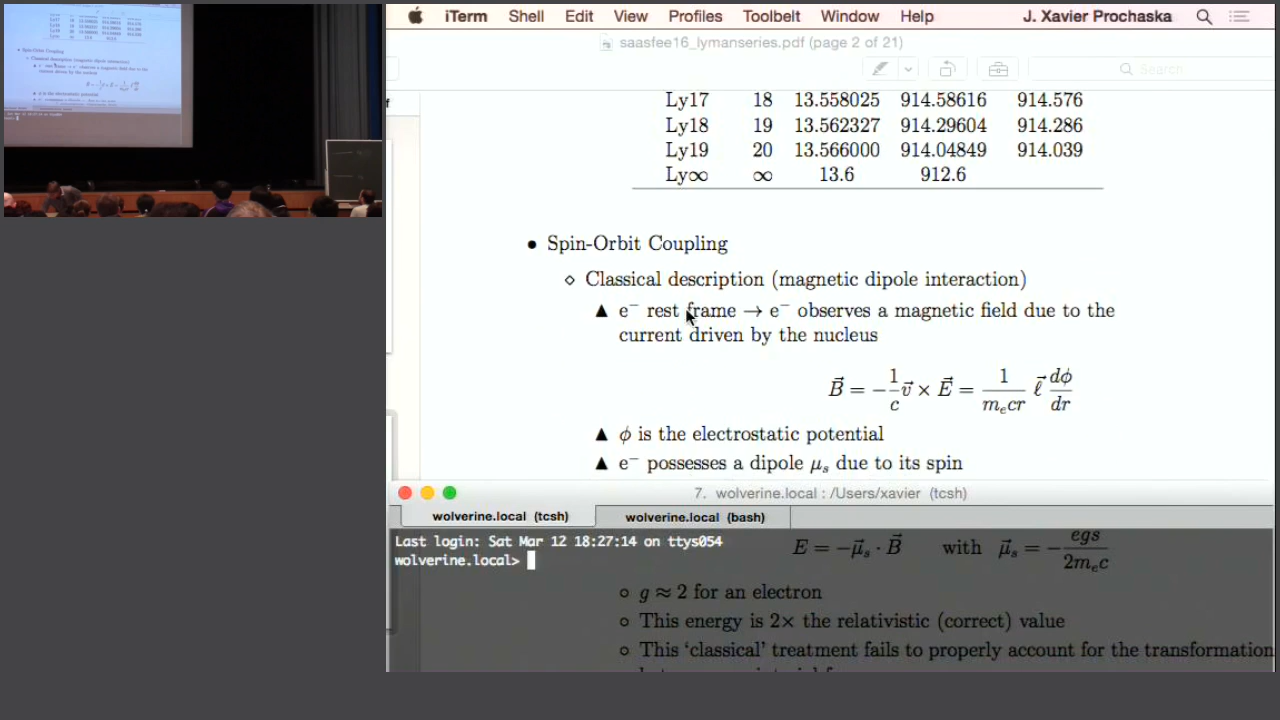 iTerm Shell Edit View Profiles Toolbelt Window Help J. Xavier Prochaska
saasfee16_lymanseries.pdf (page 2 of 21)
Search
Ly17 18 13.558025 914.58616 914.576
Ly18 19 13.562327 914.29604 914.286
Ly19 20 13.566000 914.04849 914.039
Ly∞ ∞ 13.6 912.6
• Spin-Orbit Coupling
⋄ Classical description (magnetic dipole interaction)
▲ e⁻ rest frame → e⁻ observes a magnetic field due to the
current driven by the nucleus
B⃗ = −1/c v⃗ × E⃗ = 1/(mₑcr) ℓ⃗ dϕ/dr
▲ ϕ is the electrostatic potential
▲ e⁻ possesses a dipole μₛ due to its spin
7. wolverine.local : /Users/xavier (tcsh)
wolverine.local (tcsh) wolverine.local (bash)
Last login: Sat Mar 12 18:27:14 on ttys054
wolverine.local>
E = −μ⃗ₛ · B⃗ with μ⃗ₛ = −egs/(2mₑc)
∘ g ≈ 2 for an electron
∘ This energy is 2× the relativistic (correct) value
∘ This ‘classical’ treatment fails to properly account for the transformation